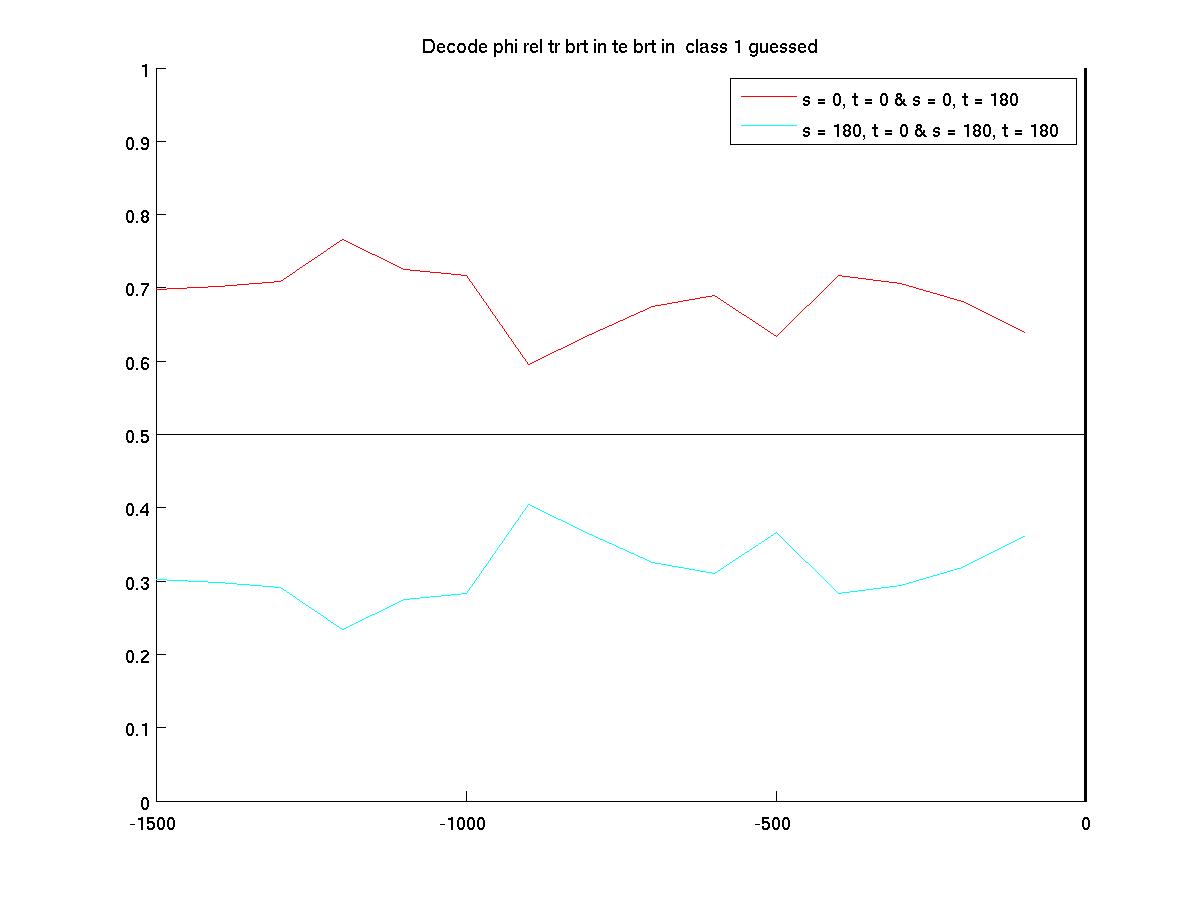 Decode phi rel tr brt in te brt in  class 1 guessed
s = 0, t = 0 & s = 0, t = 180
s = 180, t = 0 & s = 180, t = 180
1
0.9
0.8
0.7
0.6
0.5
0.4
0.3
0.2
0.1
0
-1500 -1000 -500 0